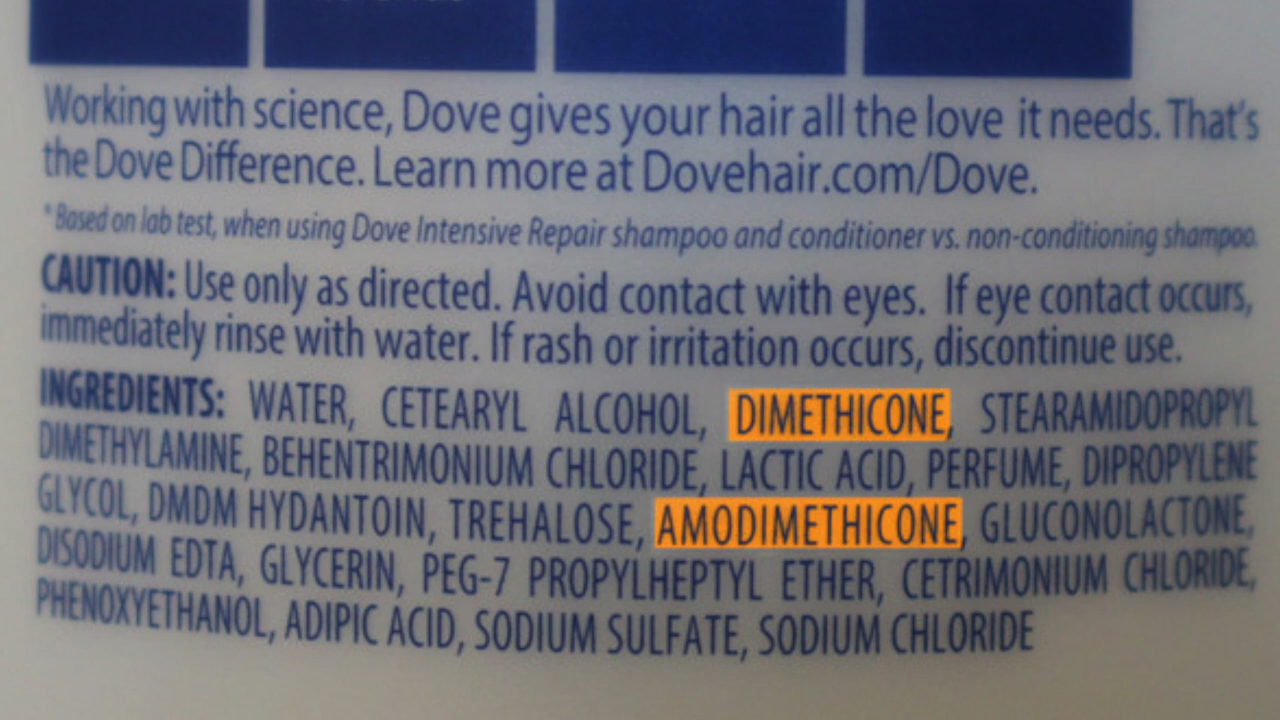 Working with science, Dove gives your hair all the love it needs. That's
the Dove Difference. Learn more at Dovehair.com/Dove.
*Based on lab test, when using Dove Intensive Repair shampoo and conditioner vs. non-conditioning shampoo.
CAUTION: Use only as directed. Avoid contact with eyes. If eye contact occurs,
immediately rinse with water. If rash or irritation occurs, discontinue use.
INGREDIENTS: WATER, CETEARYL ALCOHOL, DIMETHICONE, STEARAMIDOPROPYL
DIMETHYLAMINE, BEHENTRIMONIUM CHLORIDE, LACTIC ACID, PERFUME, DIPROPYLENE
GLYCOL, DMDM HYDANTOIN, TREHALOSE, AMODIMETHICONE, GLUCONOLACTONE,
DISODIUM EDTA, GLYCERIN, PEG-7 PROPYLHEPTYL ETHER, CETRIMONIUM CHLORIDE,
PHENOXYETHANOL, ADIPIC ACID, SODIUM SULFATE, SODIUM CHLORIDE